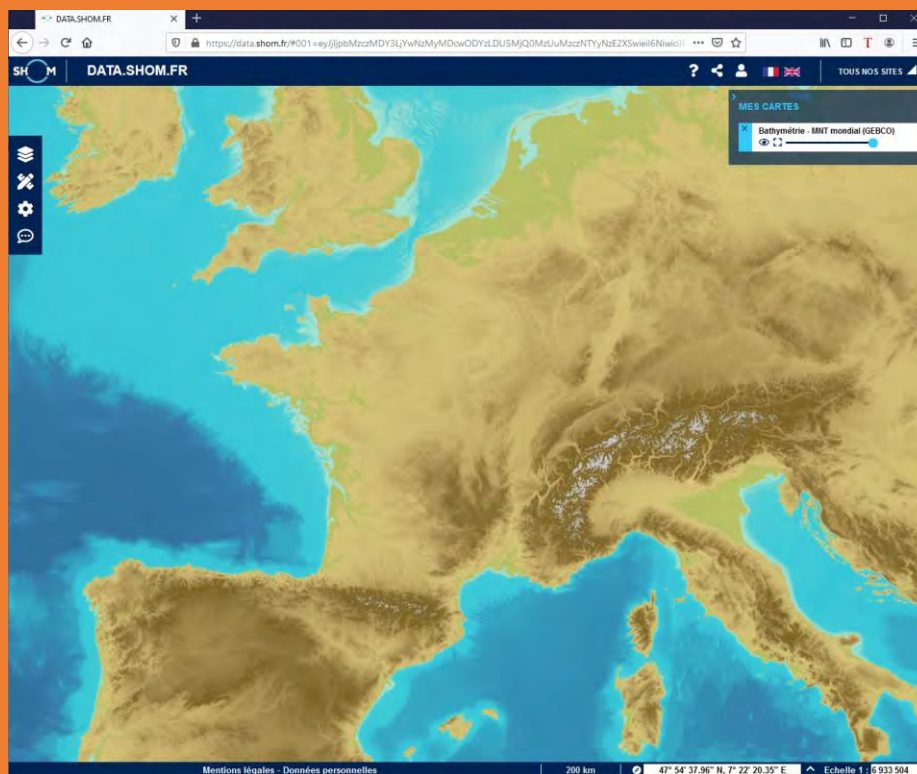 DATA.SHOM.FR
https://data.shom.fr/#001=
SHOM
DATA.SHOM.FR
? TOUS NOS SITES
MES CARTES
Bathymétrie - MNT mondial (GEBCO)
Mentions légales - Données personnelles
200 km
47° 54' 37.96" N, 7° 22' 20.35" E
Echelle 1 : 6 933 504